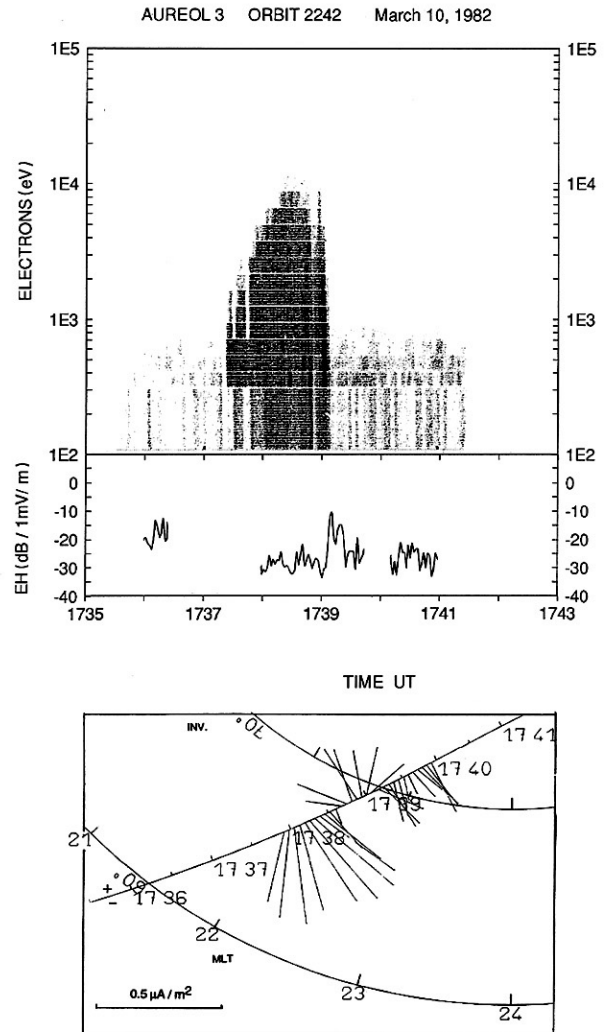 AUREOL 3 ORBIT 2242 March 10, 1982
1E5 1E5
1E4 1E4
ELECTRONS (eV)
1E3 1E3
1E2 1E2
EH (dB / 1mV/ m)
0 0
-10 -10
-20 -20
-30 -30
-40 -40
1735 1737 1739 1741 1743
TIME UT
INV.
70°
17 41
17 40
17 39
17 38
17 37
17 36
60°
+
-
21
22
MLT
23
24
0.5 µA / m²